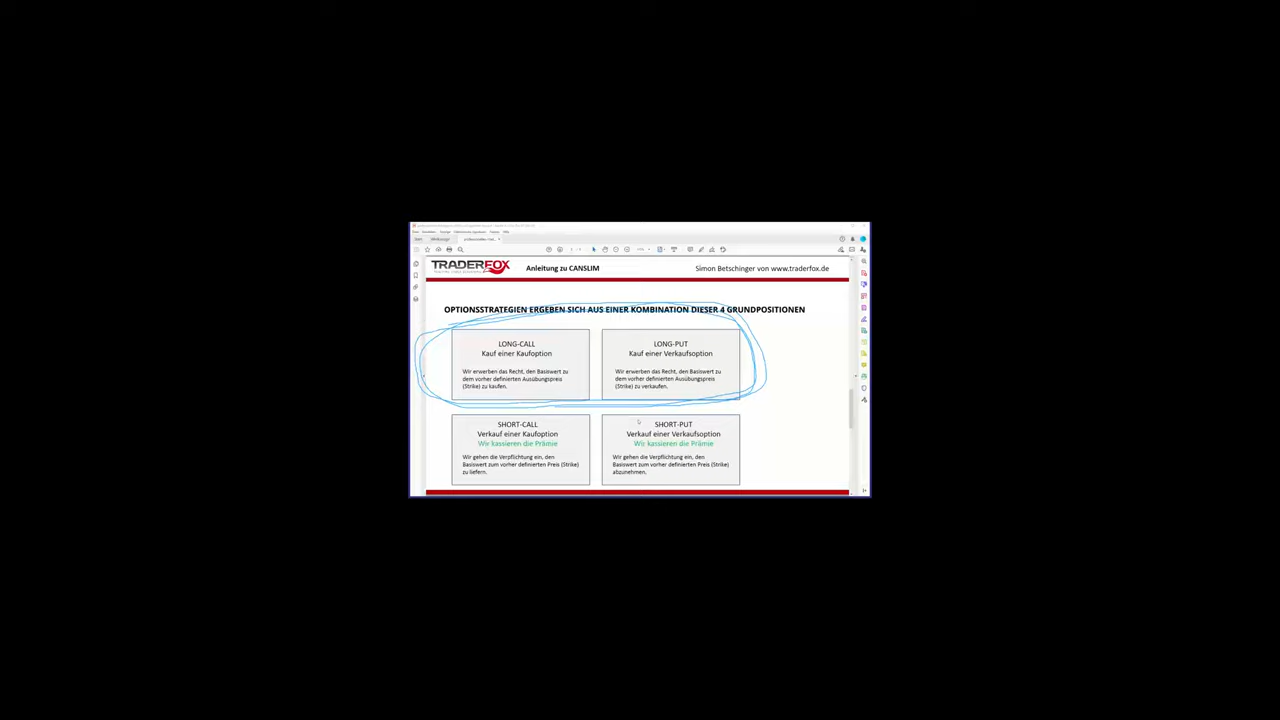 TRADERFOX
Anleitung zu CANSLIM
Simon Betschinger von www.traderfox.de
OPTIONSSTRATEGIEN ERGEBEN SICH AUS EINER KOMBINATION DIESER 4 GRUNDPOSITIONEN
LONG-CALL
Kauf einer Kaufoption
Wir erwerben das Recht, den Basiswert zu
dem vorher definierten Ausübungspreis
(Strike) zu kaufen.
LONG-PUT
Kauf einer Verkaufsoption
Wir erwerben das Recht, den Basiswert zu
dem vorher definierten Ausübungspreis
(Strike) zu verkaufen.
SHORT-CALL
Verkauf einer Kaufoption
Wir kassieren die Prämie
Wir gehen die Verpflichtung ein, den
Basiswert zum vorher definierten Preis (Strike)
zu liefern.
SHORT-PUT
Verkauf einer Verkaufsoption
Wir kassieren die Prämie
Wir gehen die Verpflichtung ein, den
Basiswert zum vorher definierten Preis (Strike)
abzunehmen.